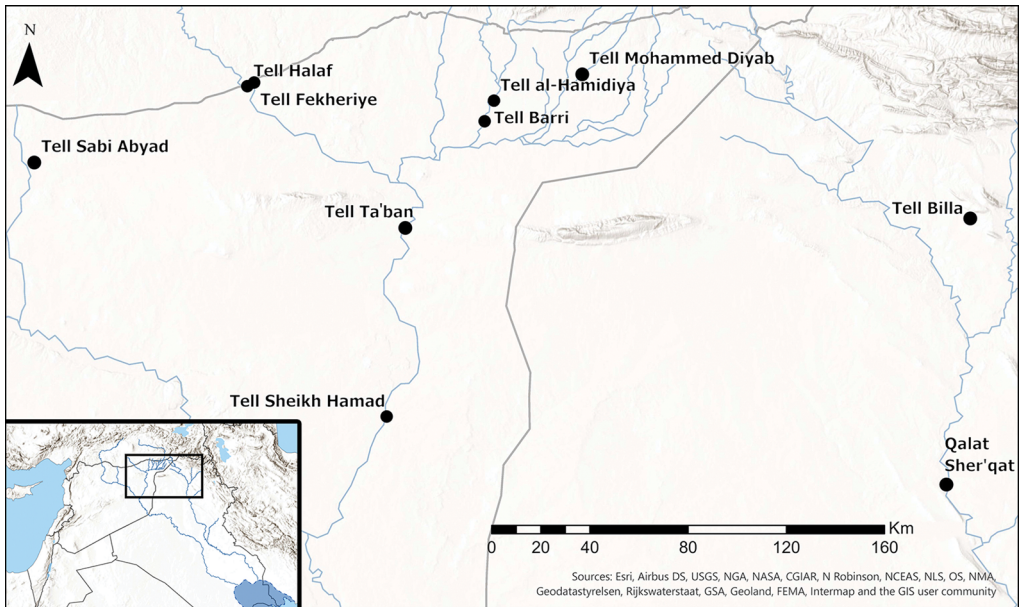 N
Tell Halaf
Tell Fekheriye
Tell Mohammed Diyab
Tell al-Hamidiya
Tell Barri
Tell Sabi Abyad
Tell Ta'ban
Tell Billa
Tell Sheikh Hamad
Qalat
Sher'qat
Km
0 20 40 80 120 160
Sources: Esri, Airbus DS, USGS, NGA, NASA, CGIAR, N Robinson, NCEAS, NLS, OS, NMA,
Geodatastyrelsen, Rijkswaterstaat, GSA, Geoland, FEMA, Intermap and the GIS user community